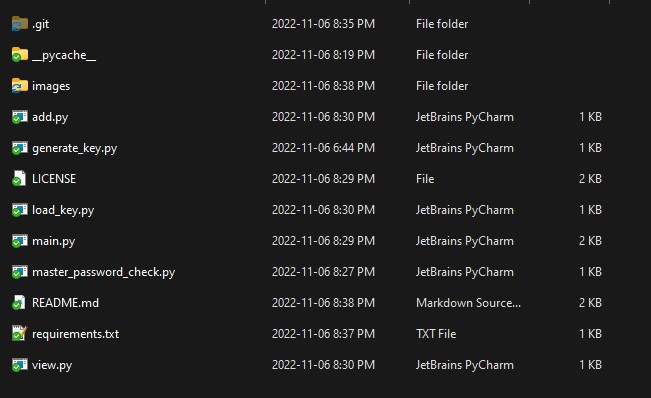 .git 2022-11-06 8:35 PM File folder
__pycache__ 2022-11-06 8:19 PM File folder
images 2022-11-06 8:38 PM File folder
add.py 2022-11-06 8:30 PM JetBrains PyCharm 1 KB
generate_key.py 2022-11-06 6:44 PM JetBrains PyCharm 1 KB
LICENSE 2022-11-06 8:29 PM File 2 KB
load_key.py 2022-11-06 8:30 PM JetBrains PyCharm 1 KB
main.py 2022-11-06 8:29 PM JetBrains PyCharm 2 KB
master_password_check.py 2022-11-06 8:27 PM JetBrains PyCharm 1 KB
README.md 2022-11-06 8:38 PM Markdown Source... 2 KB
requirements.txt 2022-11-06 8:37 PM TXT File 1 KB
view.py 2022-11-06 8:30 PM JetBrains PyCharm 1 KB